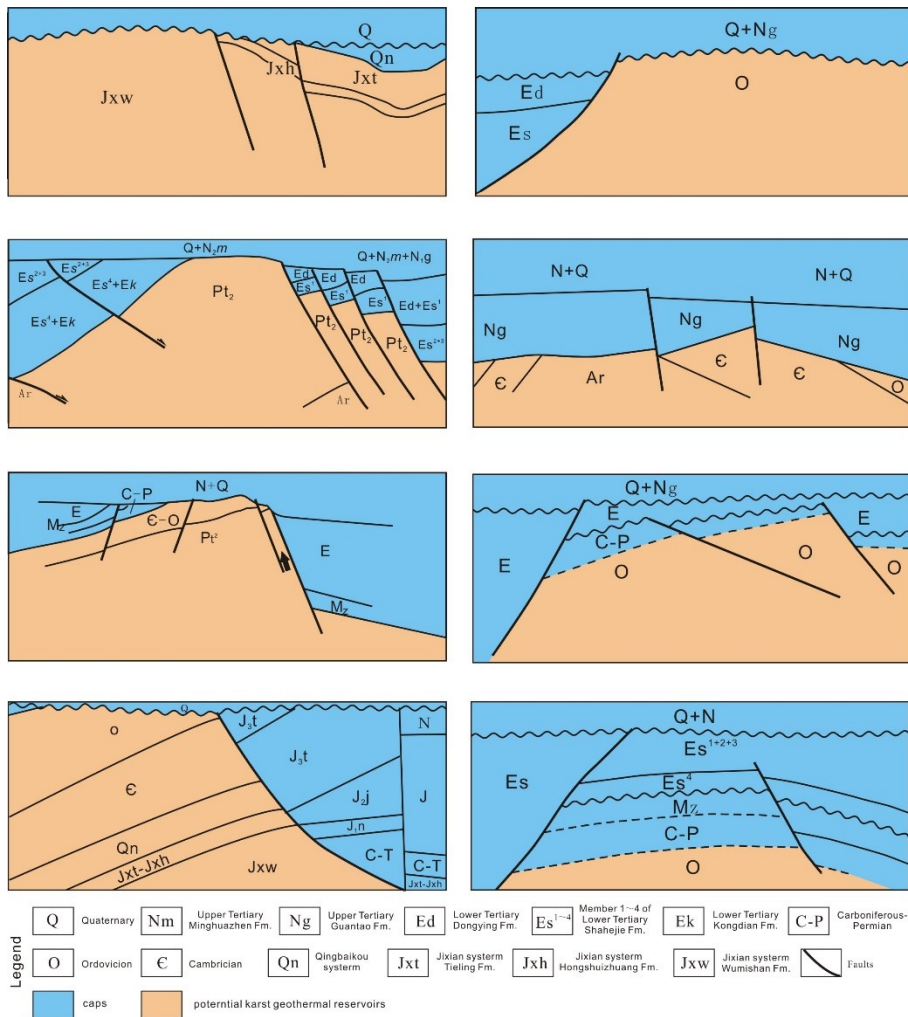 Q
Qn
Jxh
Jxt
Jxw
Q+Ng
Ed
O
Es
Q+N₂m
Q+N₂m+N₁g
Es²⁺³
Es²⁺³
Es⁴+Ek
Es⁴+Ek
Pt₂
Ed
Ed
Ed
Es¹
Es¹
Es¹
Ed+Es¹
Pt₂
Pt₂
Pt₂
Es²⁺³
Ar
Ar
N+Q
N+Q
Ng
Ng
Ng
Є
Ar
Є
Є
O
C-P
N+Q
E
Mz
Є-O
Pt²
E
Mz
Q+Ng
E
E
C-P
E
O
O
O
Q
O
J₃t
J₃t
N
Є
J₂j
J
J₁n
Qn
Jxt-Jxh
Jxw
C-T
C-T
Jxt-Jxh
Q+N
Es¹⁺²⁺³
Es
Es⁴
Mz
C-P
O
Legend
Q Quaternary
Nm Upper Tertiary Minghuazhen Fm.
Ng Upper Tertiary Guantao Fm.
Ed Lower Tertiary Dongying Fm.
Es¹~⁴ Member 1~4 of Lower Tertiary Shahejie Fm.
Ek Lower Tertiary Kongdian Fm.
C-P Carboniferous-Permian
O Ordovicion
Є Cambrician
Qn Qingbaikou systerm
Jxt Jixian systerm Tieling Fm.
Jxh Jixian systerm Hongshuizhuang Fm.
Jxw Jixian systerm Wumishan Fm.
Faults
caps
potenntial karst geothermal reservoirs